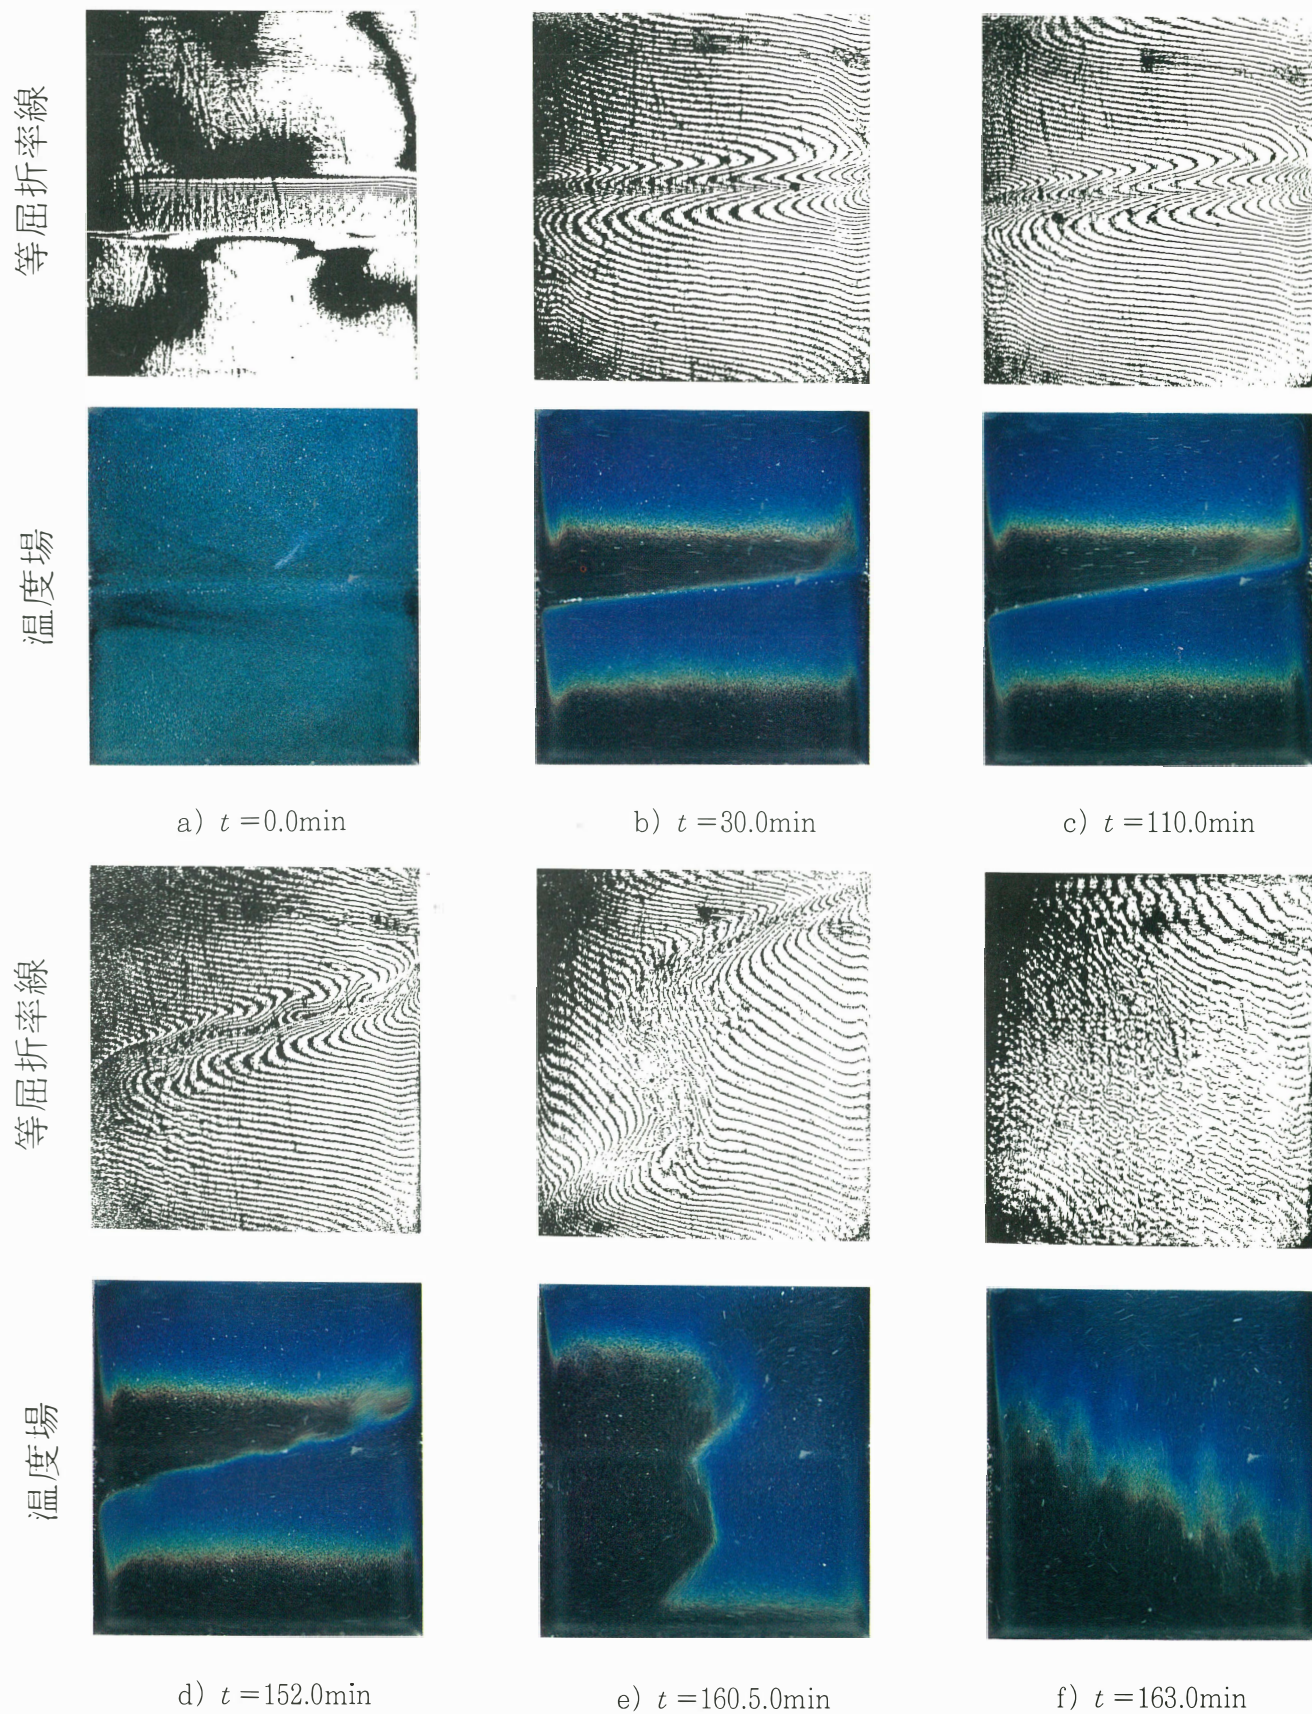 等屈折率線
温度場
a) t=0.0min
b) t=30.0min
c) t=110.0min
等屈折率線
温度場
d) t=152.0min
e) t=160.5.0min
f) t=163.0min